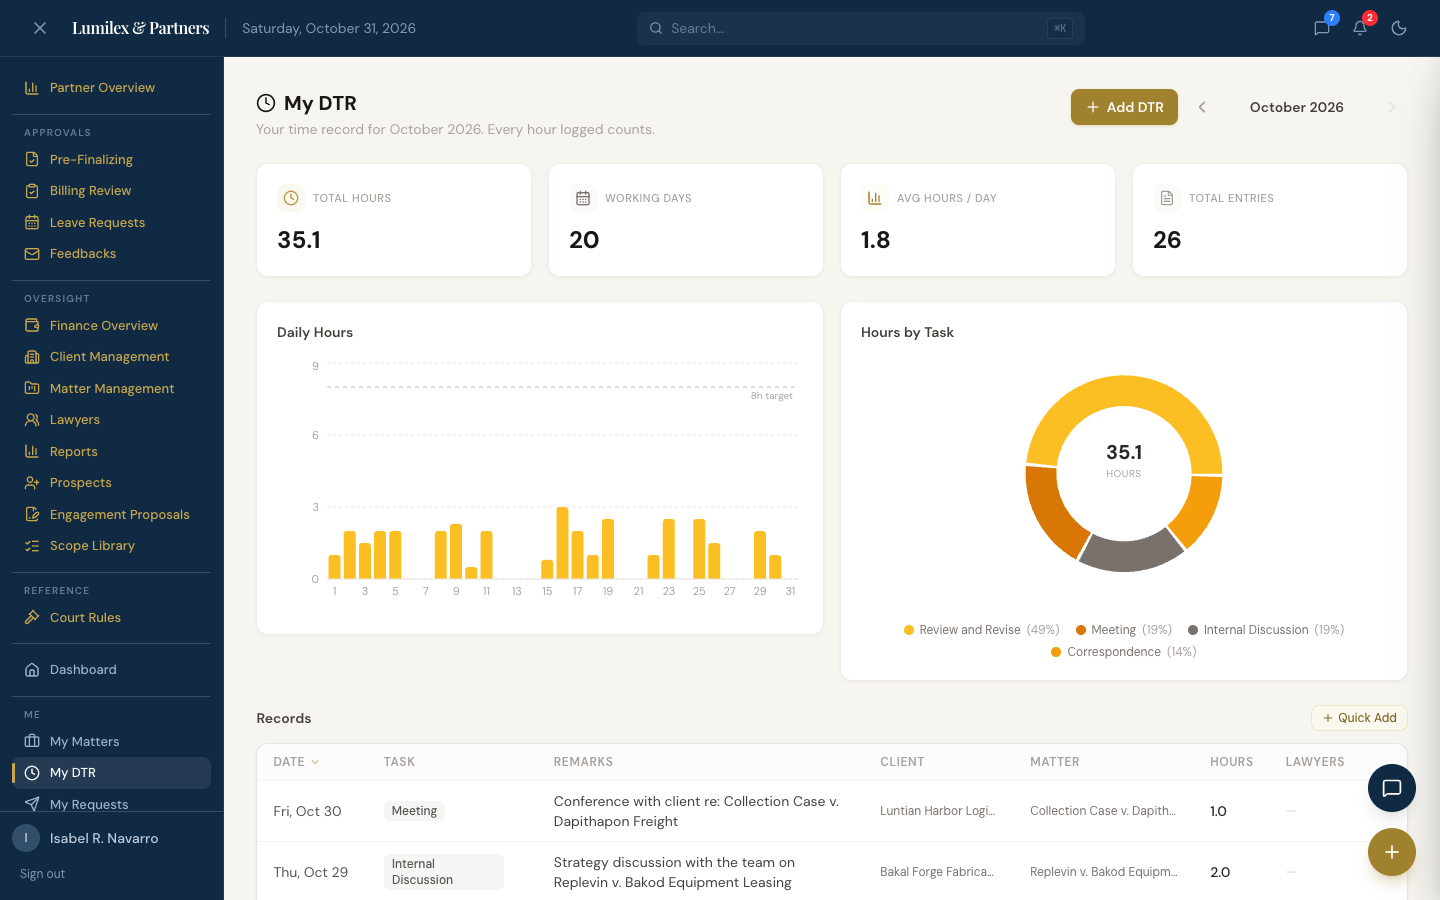 Lumilex & Partners
Saturday, October 31, 2026
Search...
⌘K
7
2
Partner Overview
APPROVALS
Pre-Finalizing
Billing Review
Leave Requests
Feedbacks
OVERSIGHT
Finance Overview
Client Management
Matter Management
Lawyers
Reports
Prospects
Engagement Proposals
Scope Library
REFERENCE
Court Rules
Dashboard
ME
My Matters
My DTR
My Requests
I
Isabel R. Navarro
Sign out
My DTR
Your time record for October 2026. Every hour logged counts.
Add DTR
October 2026
TOTAL HOURS
35.1
WORKING DAYS
20
AVG HOURS / DAY
1.8
TOTAL ENTRIES
26
Daily Hours
9
8h target
6
3
0
1 3 5 7 9 11 13 15 17 19 21 23 25 27 29 31
Hours by Task
35.1
HOURS
Review and Revise (49%) Meeting (19%) Internal Discussion (19%)
Correspondence (14%)
Records
Quick Add
DATE TASK REMARKS CLIENT MATTER HOURS LAWYERS
Fri, Oct 30 Meeting Conference with client re: Collection Case v. Dapithapon Freight Luntian Harbor Logi... Collection Case v. Dapith... 1.0 —
Thu, Oct 29 Internal Discussion Strategy discussion with the team on Replevin v. Bakod Equipment Leasing Bakal Forge Fabrica... Replevin v. Bakod Equipm... 2.0 —